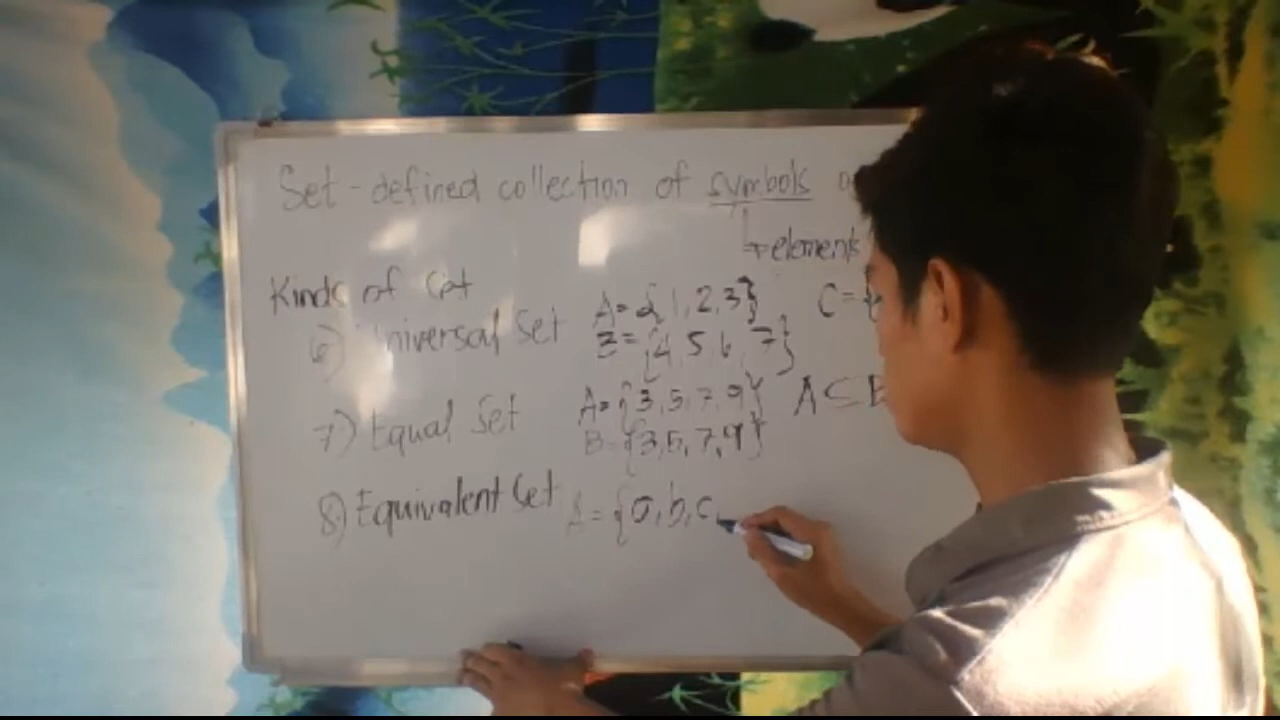 Set - defined collection of symbols
elements
Kinds of Set
6) Universal Set A = {1, 2, 3} C = {
B = {4, 5, 6, 7}
7) Equal Set A = {3, 5, 7, 9} A ⊂ B
B = {3, 5, 7, 9}
8) Equivalent Set A = {a, b, c,